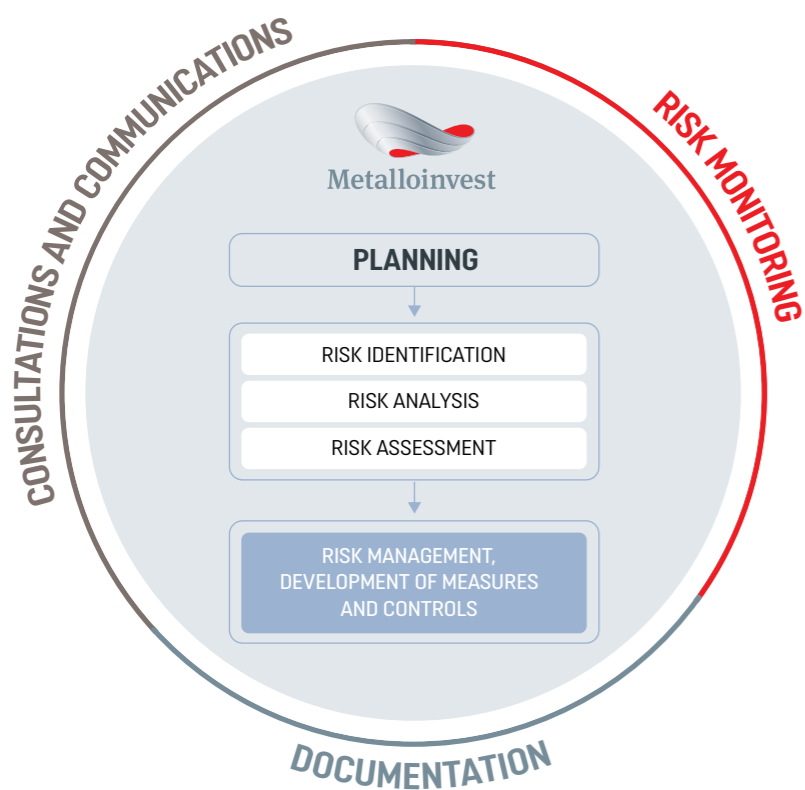 CONSULTATIONS AND COMMUNICATIONS
RISK MONITORING
Metalloinvest
PLANNING
RISK IDENTIFICATION
RISK ANALYSIS
RISK ASSESSMENT
RISK MANAGEMENT,
DEVELOPMENT OF MEASURES
AND CONTROLS
DOCUMENTATION